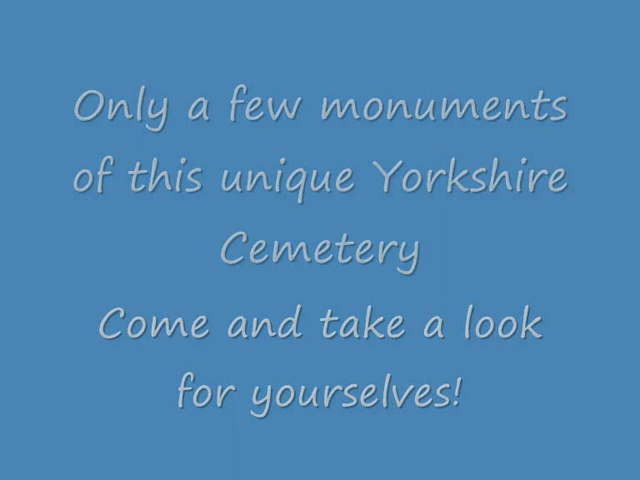 Only a few monuments
of this unique Yorkshire
Cemetery
Come and take a look
for yourselves!